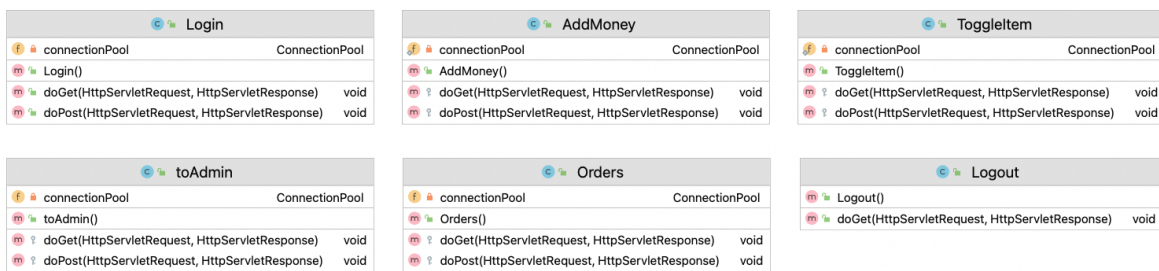 Login
connectionPool ConnectionPool
Login()
doGet(HttpServletRequest, HttpServletResponse) void
doPost(HttpServletRequest, HttpServletResponse) void
AddMoney
connectionPool ConnectionPool
AddMoney()
doGet(HttpServletRequest, HttpServletResponse) void
doPost(HttpServletRequest, HttpServletResponse) void
ToggleItem
connectionPool ConnectionPool
ToggleItem()
doGet(HttpServletRequest, HttpServletResponse) void
doPost(HttpServletRequest, HttpServletResponse) void
toAdmin
connectionPool ConnectionPool
toAdmin()
doGet(HttpServletRequest, HttpServletResponse) void
doPost(HttpServletRequest, HttpServletResponse) void
Orders
connectionPool ConnectionPool
Orders()
doGet(HttpServletRequest, HttpServletResponse) void
doPost(HttpServletRequest, HttpServletResponse) void
Logout
Logout()
doGet(HttpServletRequest, HttpServletResponse) void